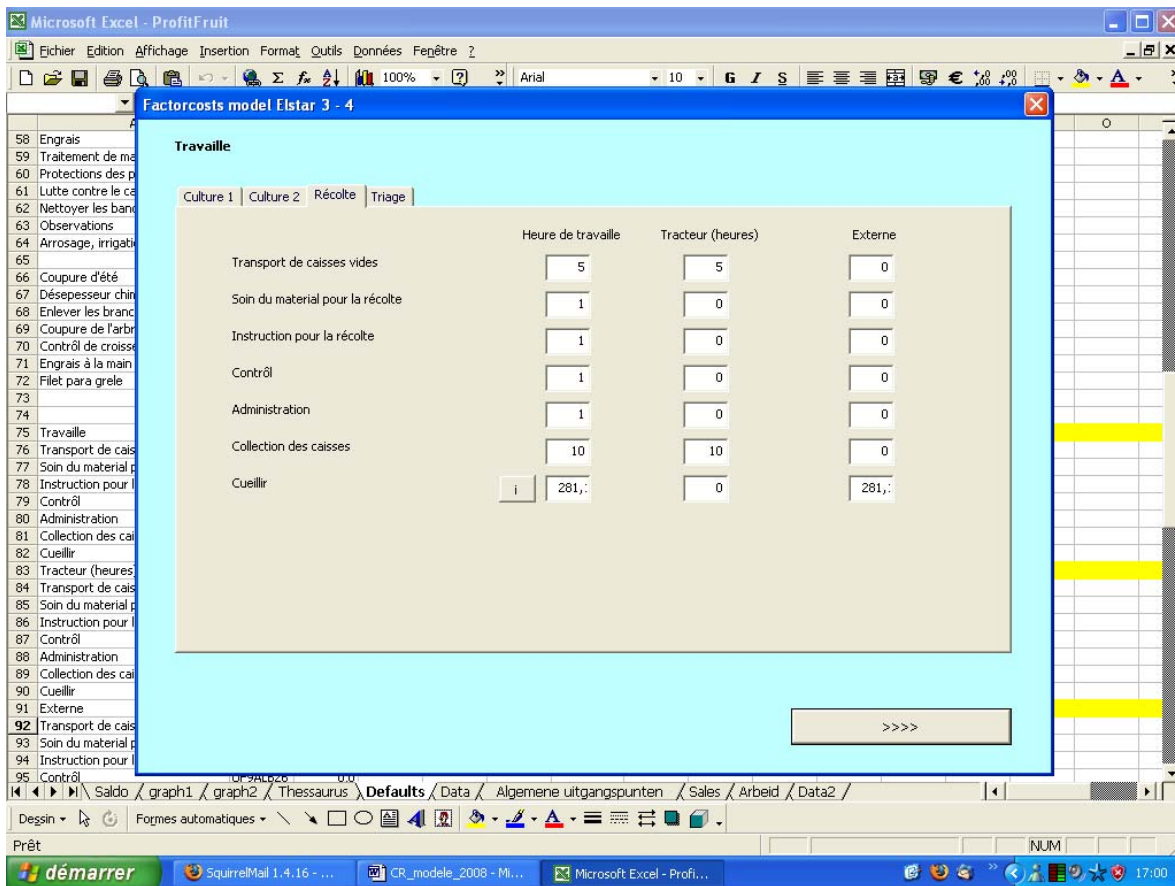 Microsoft Excel - ProfitFruit
Fichier Edition Affichage Insertion Format Outils Données Fenêtre ?
100% Arial 10 G I S
Factorcosts model Elstar 3 - 4
O
Travaille
Culture 1 Culture 2 Récolte Triage
Heure de travaille Tracteur (heures) Externe
Transport de caisses vides 5 5 0
Soin du material pour la récolte 1 0 0
Instruction pour la récolte 1 0 0
Contrôl 1 0 0
Administration 1 0 0
Collection des caisses 10 10 0
Cueillir i 281, 0 281,
>>>>
58 Engrais
59 Traitement de ma
60 Protections des p
61 Lutte contre le ca
62 Nettoyer les band
63 Observations
64 Arrosage, irrigati
65
66 Coupure d'été
67 Désepesseur chin
68 Enlever les branc
69 Coupure de l'arbr
70 Contrôl de croisse
71 Engrais à la main
72 Filet para grele
73
74
75 Travaille
76 Transport de cais
77 Soin du material p
78 Instruction pour l
79 Contrôl
80 Administration
81 Collection des cai
82 Cueillir
83 Tracteur (heures)
84 Transport de cais
85 Soin du material p
86 Instruction pour l
87 Contrôl
88 Administration
89 Collection des cai
90 Cueillir
91 Externe
92 Transport de cais
93 Soin du material p
94 Instruction pour l
95 Contrôl
Saldo graph1 graph2 Thessaurus Defaults Data Algemene uitgangspunten Sales Arbeid Data2
Dessin Formes automatiques
Prêt NUM
démarrer SquirrelMail 1.4.16 - ... CR_modele_2008 - Mi... Microsoft Excel - Profi... 17:00